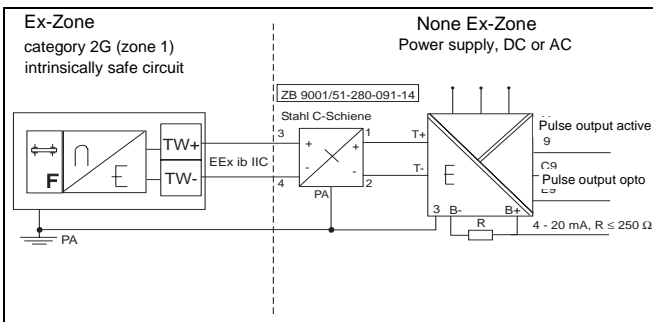 Ex-Zone
category 2G (zone 1)
intrinsically safe circuit
None Ex-Zone
Power supply, DC or AC
ZB 9001/51-280-091-14
Stahl C-Schiene
F
∩
E
TW+
TW-
EEx ib IIC
3
4
+
-
+
-
1
2
PA
T+
T-
E
3
B-
B+
R
Pulse output active
9
C9
Pulse output opto
E9
4 - 20 mA, R ≤ 250 Ω
PA